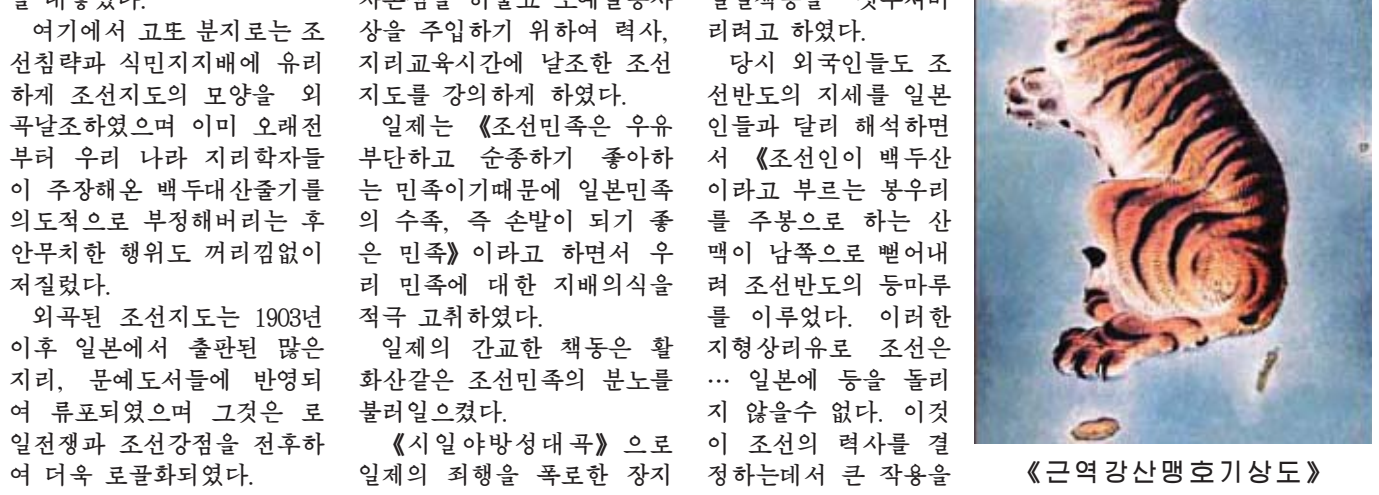 여기에서 고또 분지로는 조
선침략과 식민지지배에 유리
하게 조선지도의 모양을 외
곡날조하였으며 이미 오래전
부터 우리 나라 지리학자들
이 주장해온 백두대산줄기를
의도적으로 부정해버리는 후
안무치한 행위도 꺼리낌없이
저질렀다.
외곡된 조선지도는 1903년
이후 일본에서 출판된 많은
지리, 문예도서들에 반영되
여 류포되였으며 그것은 로
일전쟁과 조선강점을 전후하
여 더욱 로골화되였다.
상을 주입하기 위하여 력사,
지리교육시간에 날조한 조선
지도를 강의하게 하였다.
일제는 《조선민족은 우유
부단하고 순종하기 좋아하
는 민족이기때문에 일본민족
의 수족, 즉 손발이 되기 좋
은 민족》이라고 하면서 우
리 민족에 대한 지배의식을
적극 고취하였다.
일제의 간교한 책동은 활
화산같은 조선민족의 분노를
불러일으켰다.
《시일야방성대곡》으로
일제의 죄행을 폭로한 장지
리려고 하였다.
당시 외국인들도 조
선반도의 지세를 일본
인들과 달리 해석하면
서 《조선인이 백두산
이라고 부르는 봉우리
를 주봉으로 하는 산
맥이 남쪽으로 뻗어내
려 조선반도의 등마루
를 이루었다. 이러한
지형상리유로 조선은
… 일본에 등을 돌리
지 않을수 없다. 이것
이 조선의 력사를 결
정하는데서 큰 작용을
《근역강산맹호기상도》